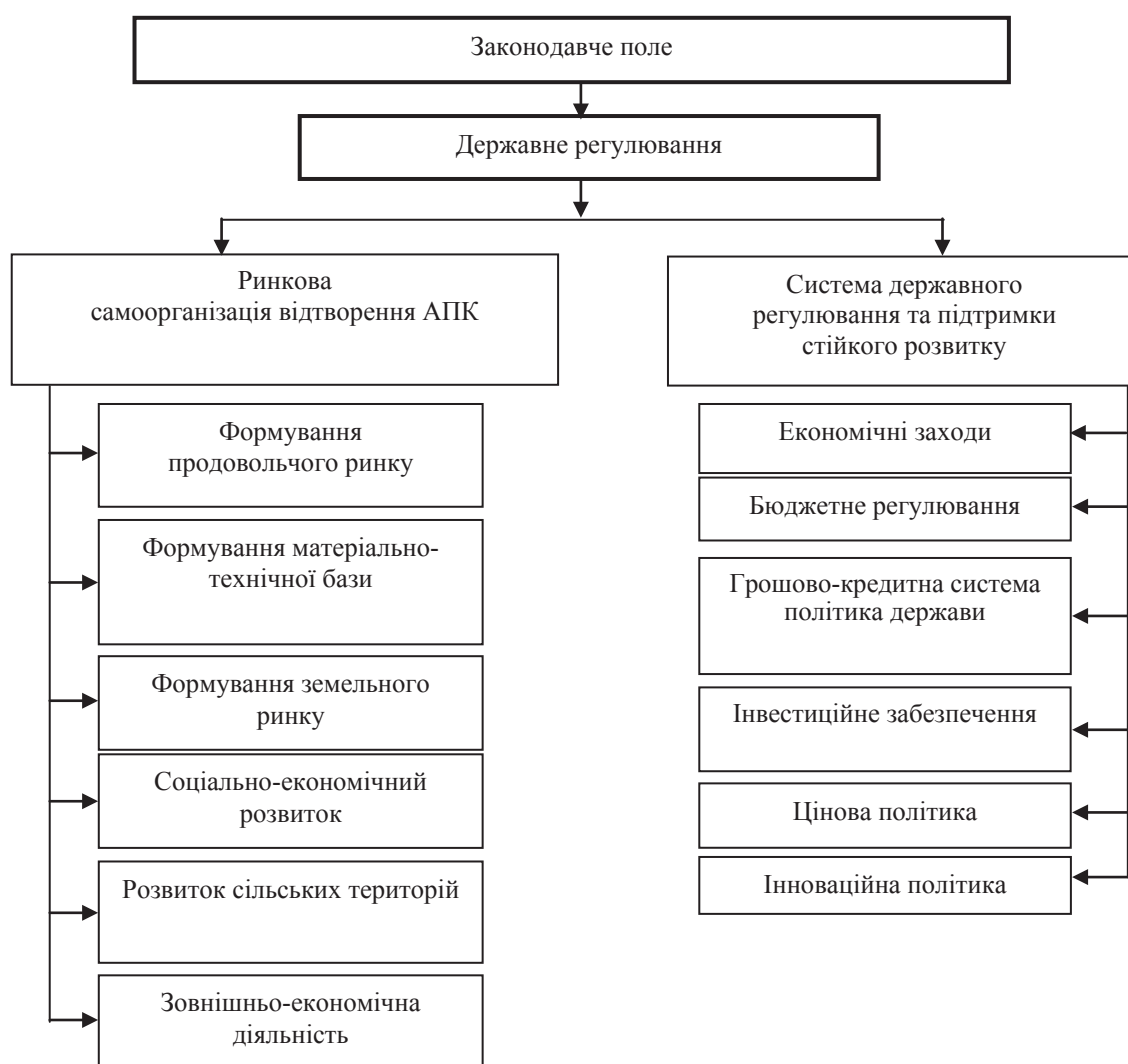 Законодавче поле
Державне регулювання
Ринкова
самоорганізація відтворення АПК
Формування
продовольчого ринку
Формування матеріально-
технічної бази
Формування земельного
ринку
Соціально-економічний
розвиток
Розвиток сільських територій
Зовнішньо-економічна
діяльність
Система державного
регулювання та підтримки
стійкого розвитку
Економічні заходи
Бюджетне регулювання
Грошово-кредитна система
політика держави
Інвестиційне забезпечення
Цінова політика
Інноваційна політика